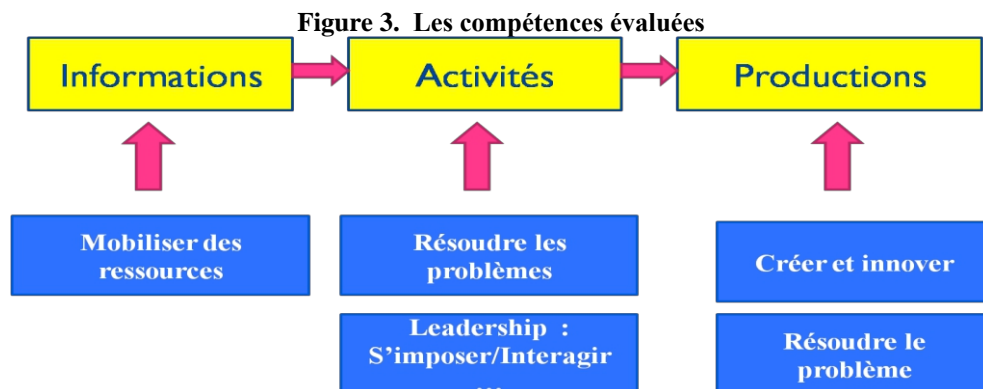 Figure 3. Les compétences évaluées
Informations
Activités
Productions
Mobiliser des
ressources
Résoudre les
problèmes
Créer et innover
Leadership :
S'imposer/Interagir
...
Résoudre le
problème